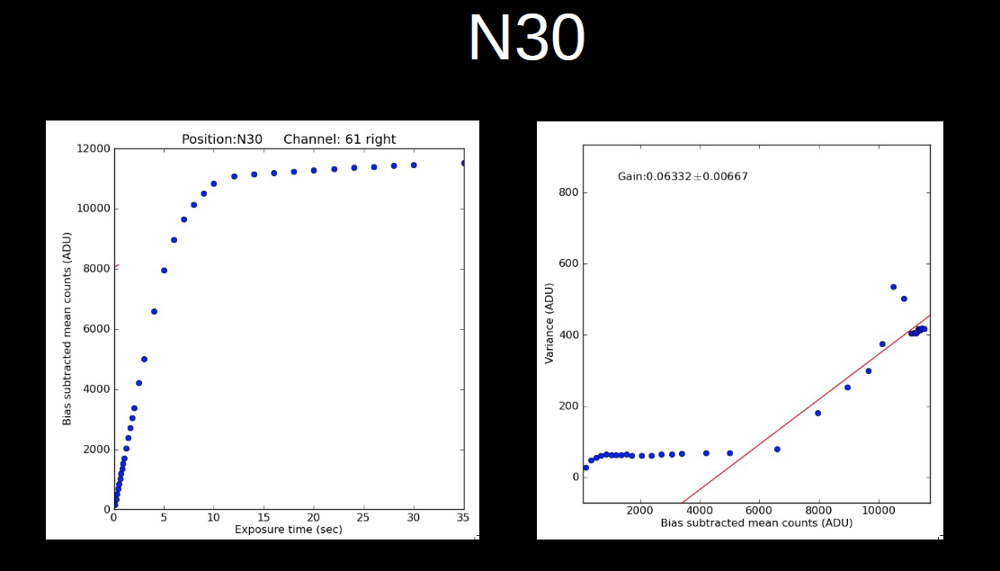 N30
Position:N30 Channel: 61 right
12000
10000
8000
6000
4000
2000
0
Bias subtracted mean counts (ADU)
0 5 10 15 20 25 30 35
Exposure time (sec)
Gain:0.06332±0.00667
800
600
400
200
0
Variance (ADU)
2000 4000 6000 8000 10000
Bias subtracted mean counts (ADU)